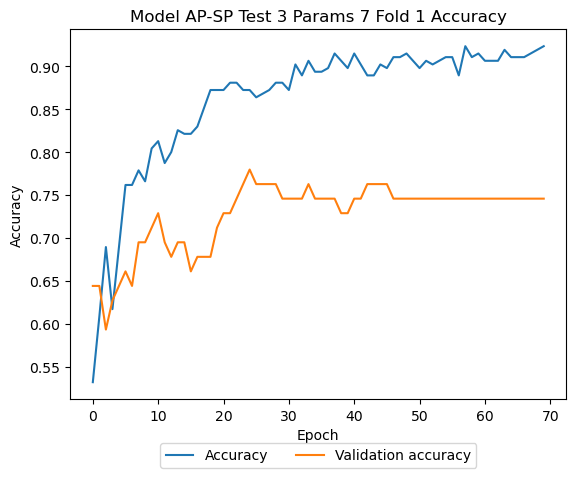 Model AP-SP Test 3 Params 7 Fold 1 Accuracy
Accuracy
0.90
0.85
0.80
0.75
0.70
0.65
0.60
0.55
0 10 20 30 40 50 60 70
Epoch
Accuracy Validation accuracy